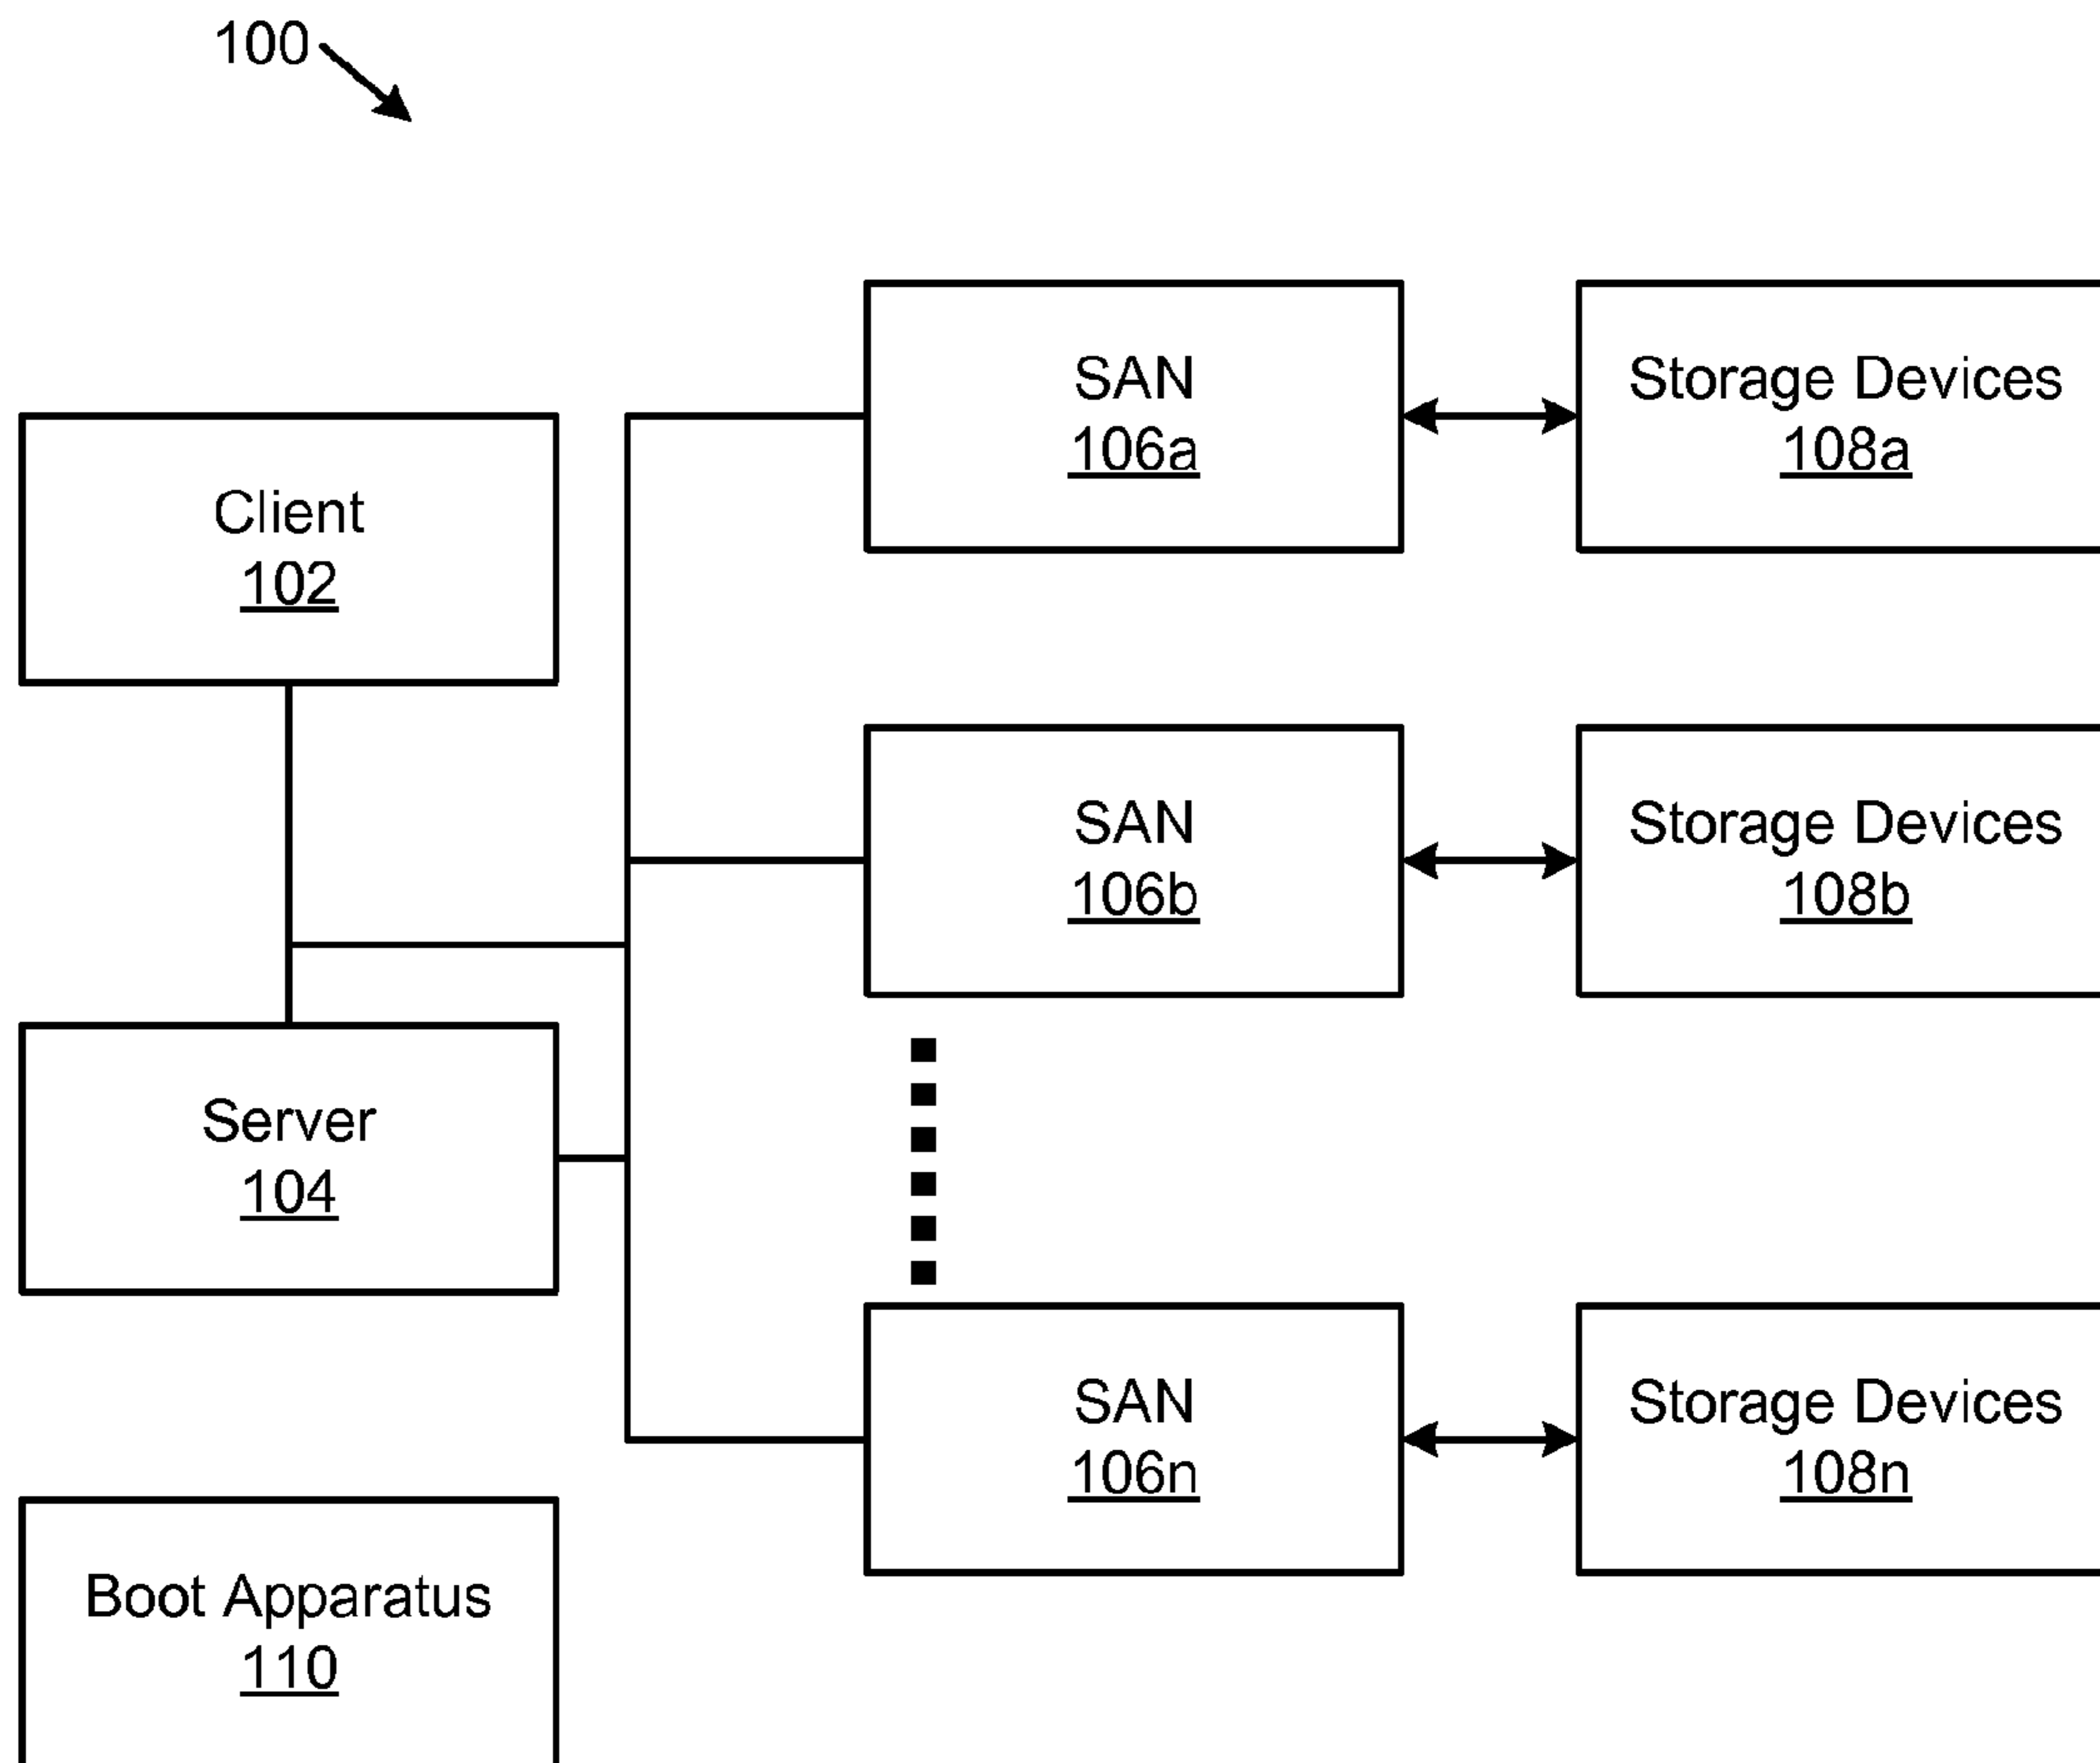 100
SAN
106a
Storage Devices
108a
Client
102
SAN
106b
Storage Devices
108b
Server
104
SAN
106n
Storage Devices
108n
Boot Apparatus
110